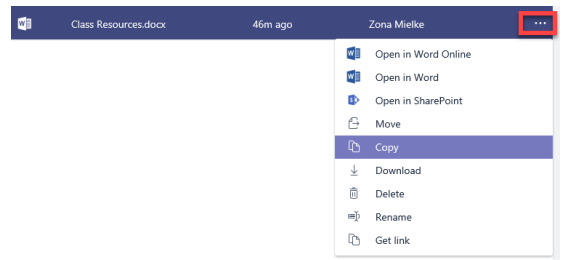 Class Resources.docx 46m ago Zona Mielke ...
Open in Word Online
Open in Word
Open in SharePoint
Move
Copy
Download
Delete
Rename
Get link